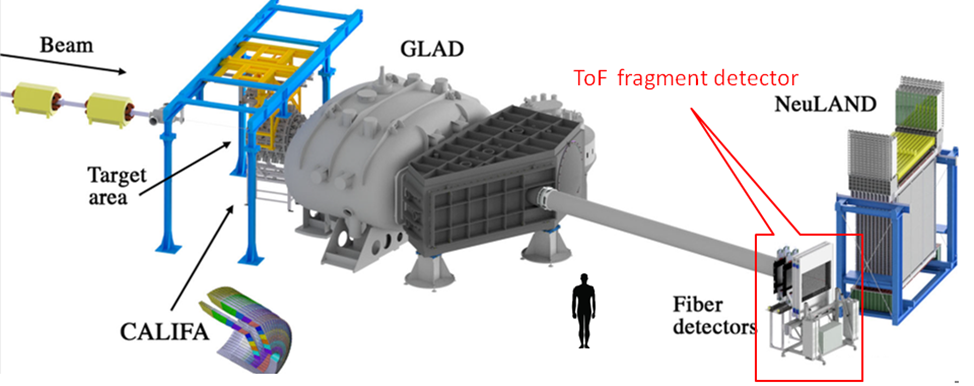 Beam
GLAD
ToF fragment detector
NeuLAND
Target
area
CALIFA
Fiber
detectors